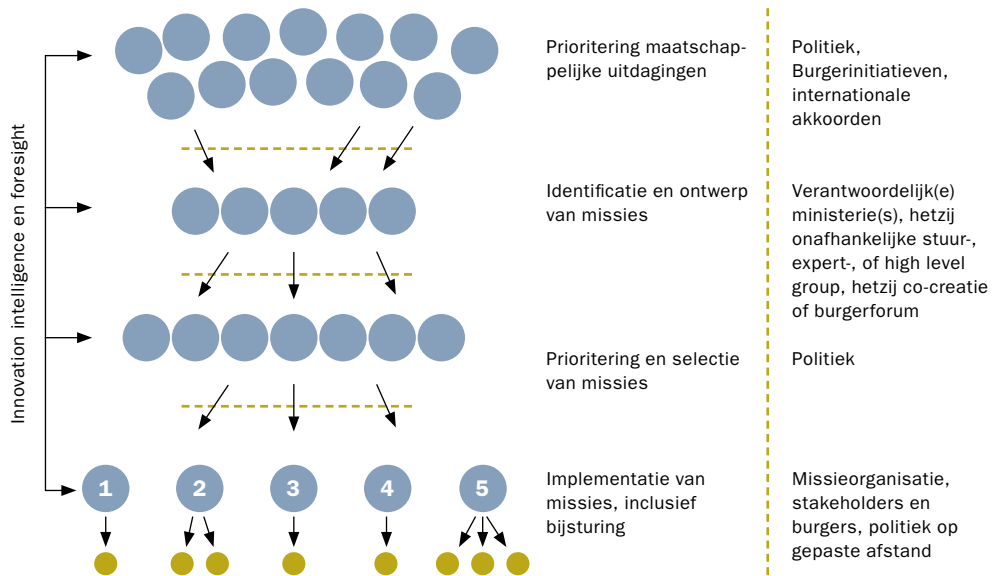 Innovation intelligence en foresight
Prioritering maatschap-
pelijke uitdagingen
Politiek,
Burgerinitiatieven,
internationale
akkoorden
Identificatie en ontwerp
van missies
Verantwoordelijk(e)
ministerie(s), hetzij
onafhankelijke stuur-,
expert-, of high level
group, hetzij co-creatie
of burgerforum
Prioritering en selectie
van missies
Politiek
1 2 3 4 5
Implementatie van
missies, inclusief
bijsturing
Missieorganisatie,
stakeholders en
burgers, politiek op
gepaste afstand